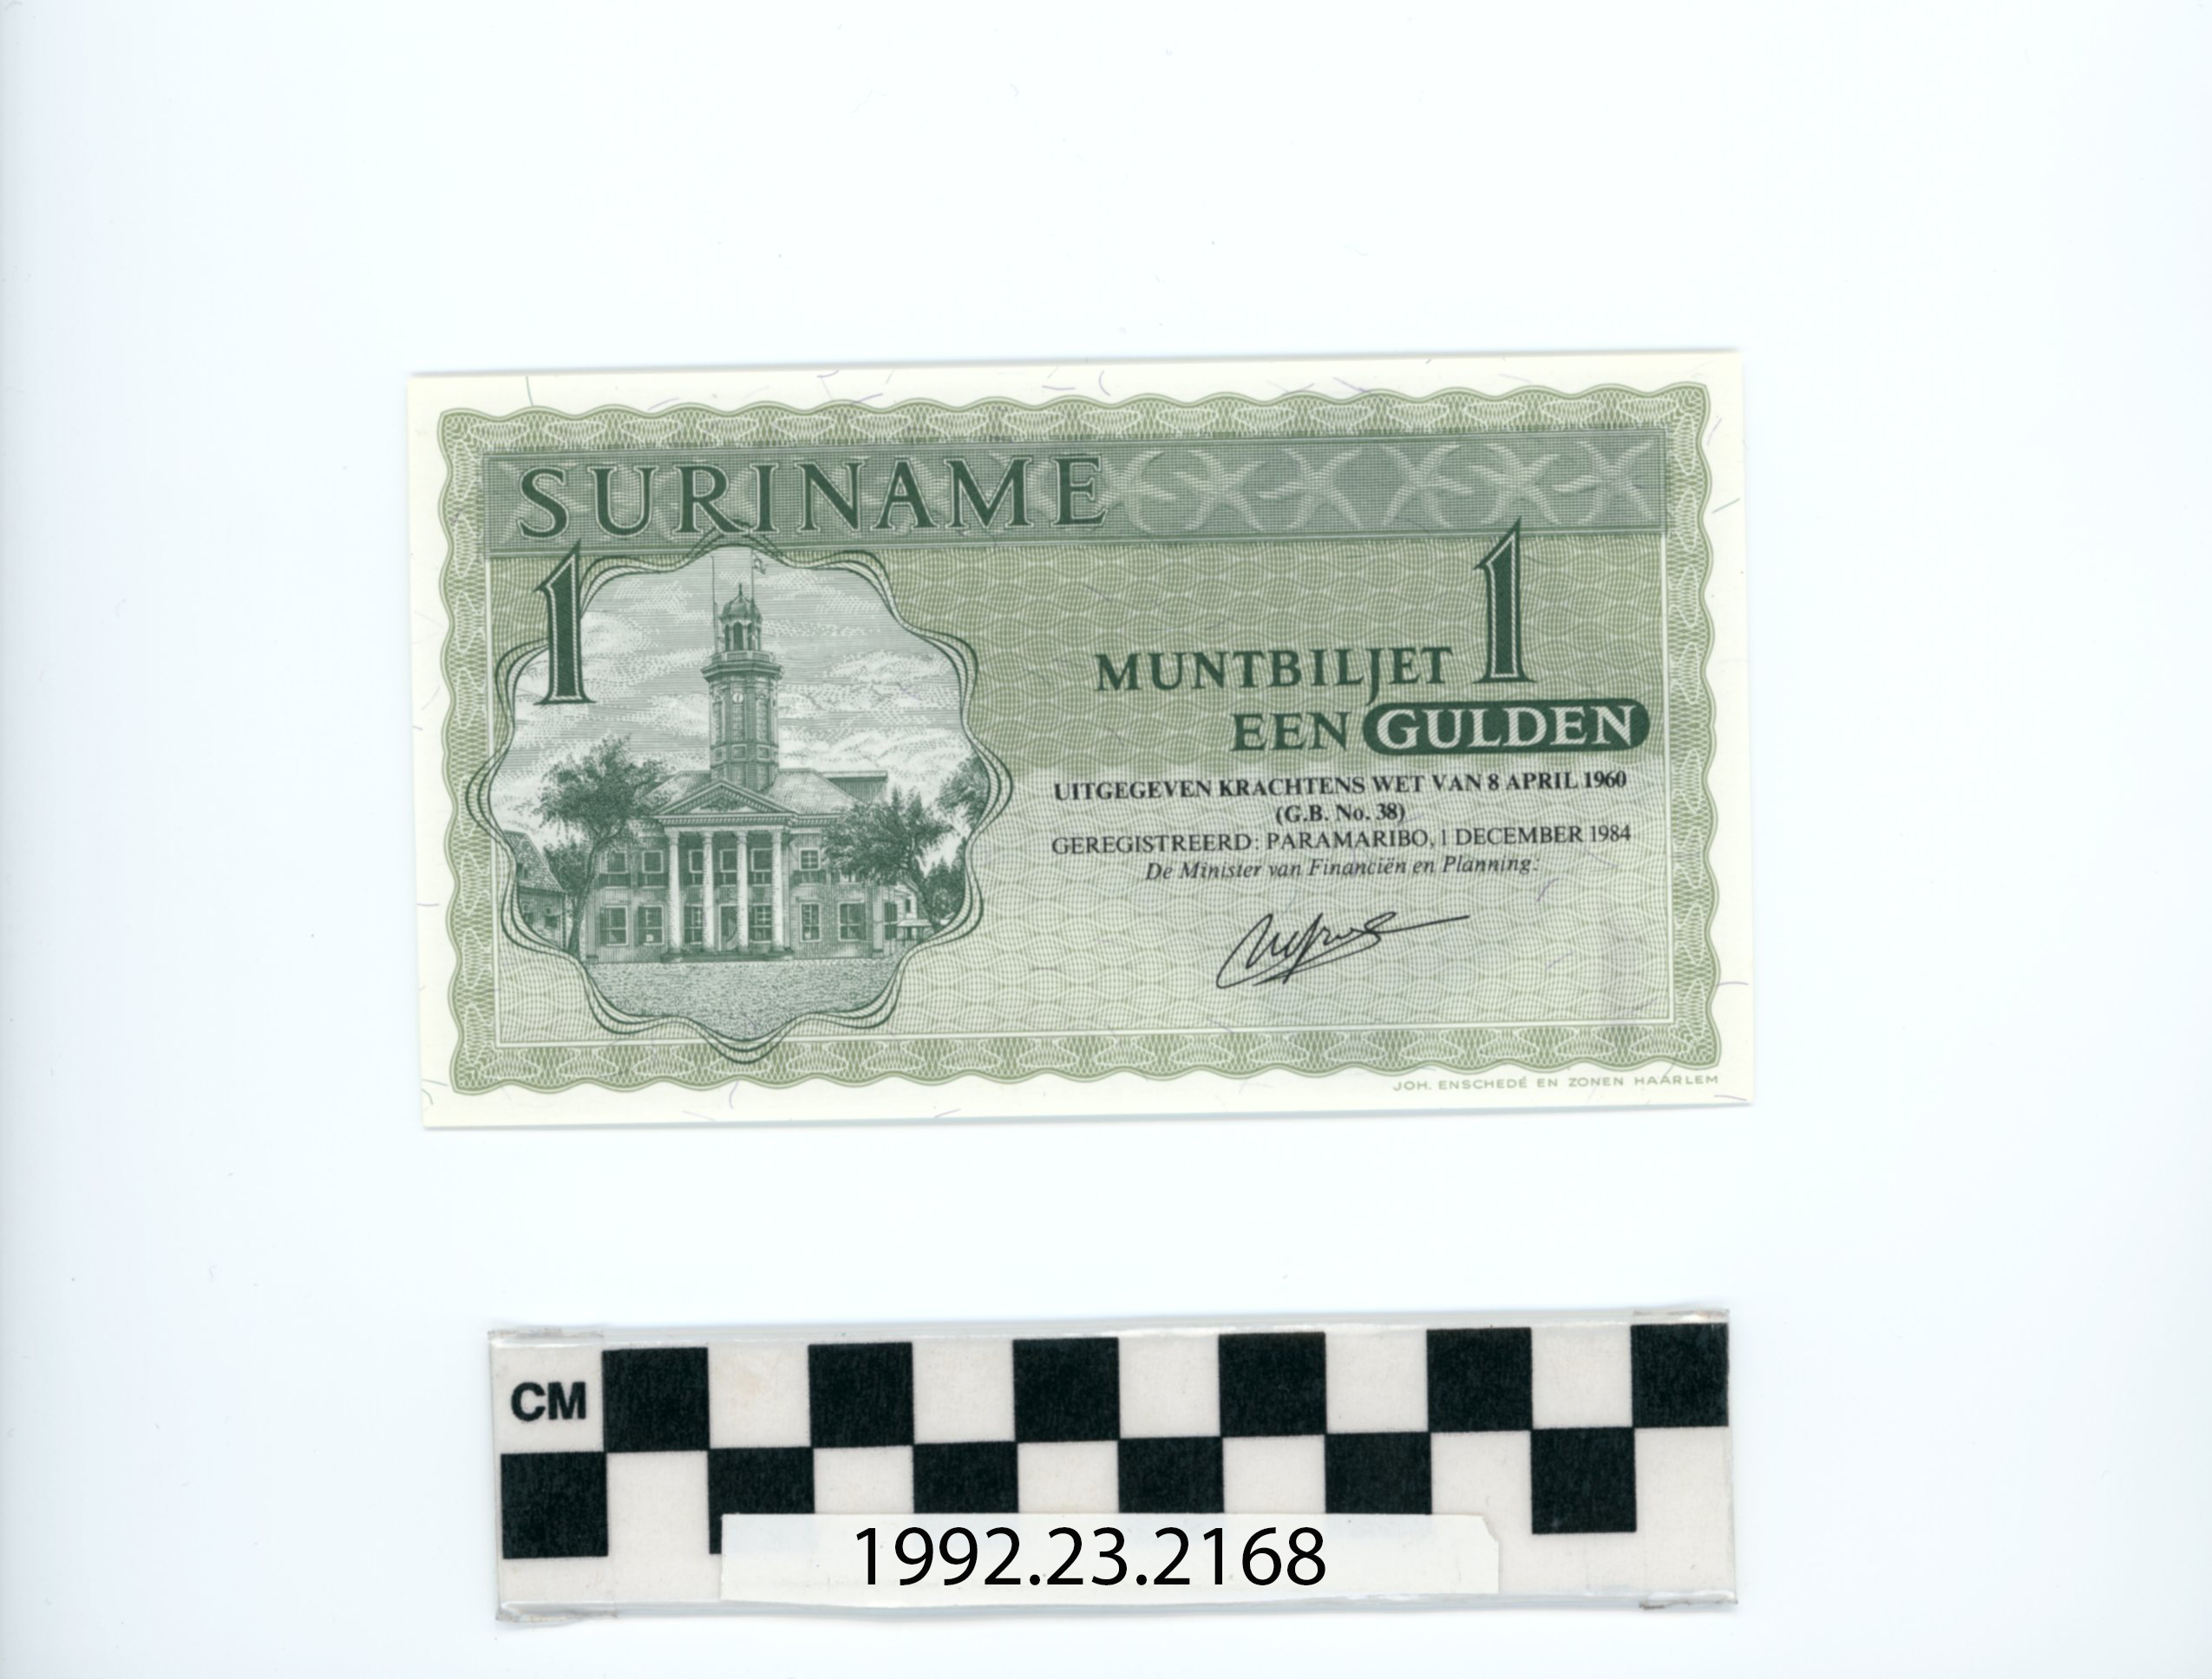 SURINAME
1
1
MUNTBILJET
EEN GULDEN
UITGEGEVEN KRACHTENS WET VAN 8 APRIL 1960
(G.B. No. 38)
GEREGISTREERD: PARAMARIBO, 1 DECEMBER 1984
De Minister van Financiën en Planning:
JOH. ENSCHEDÉ EN ZONEN HAARLEM
CM
1992.23.2168